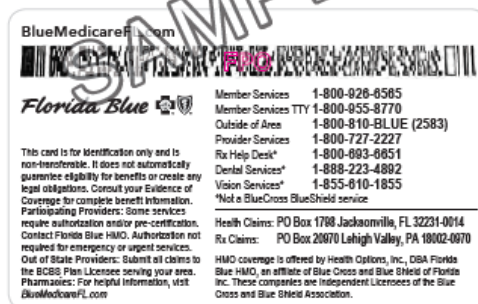 BlueMedicareFL.com
SAMPLE
FPO
Florida Blue
This card is for identification only and is
non-transferable. It does not automatically
guarantee eligibility for benefits or create any
legal obligations. Consult your Evidence of
Coverage for complete benefit information.
Participating Providers: Some services
require authorization and/or pre-certification.
Contact Florida Blue HMO. Authorization not
required for emergency or urgent services.
Out of State Providers: Submit all claims to
the BCBS Plan Licensee serving your area.
Pharmacies: For helpful information, visit
BlueMedicareFL.com
Member Services 1-800-926-6565
Member Services TTY 1-800-955-8770
Outside of Area 1-800-810-BLUE (2583)
Provider Services 1-800-727-2227
Rx Help Desk* 1-800-693-6651
Dental Services* 1-888-223-4892
Vision Services* 1-855-610-1855
*Not a BlueCross BlueShield service
Health Claims: PO Box 1798 Jacksonville, FL 32231-0014
Rx Claims: PO Box 20970 Lehigh Valley, PA 18002-0970
HMO coverage is offered by Health Options, Inc., DBA Florida
Blue HMO, an affiliate of Blue Cross and Blue Shield of Florida
Inc. These companies are Independent Licensees of the Blue
Cross and Blue Shield Association.